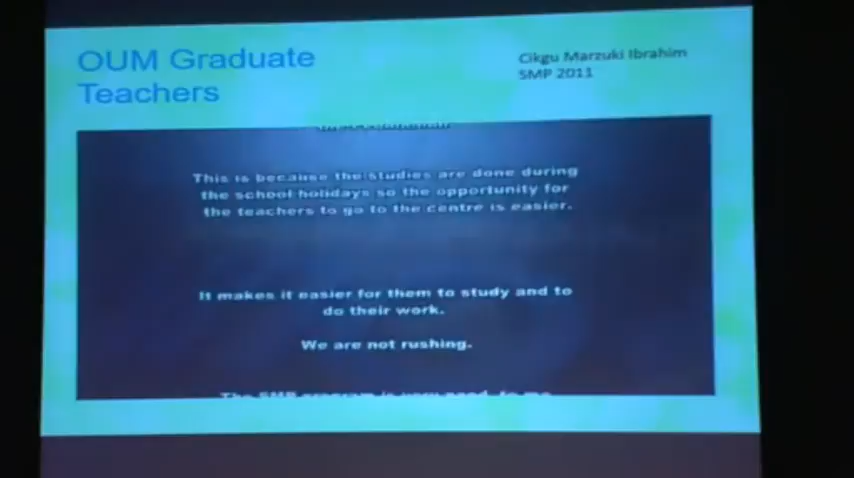 OUM Graduate
Teachers
Cikgu Marzuki Ibrahim
SMP 2011
This is because the studies are done during
the school holidays so the opportunity for
the teachers to go to the centre is easier.
It makes it easier for them to study and to
do their work.
We are not rushing.
The SMP program is very good, to me